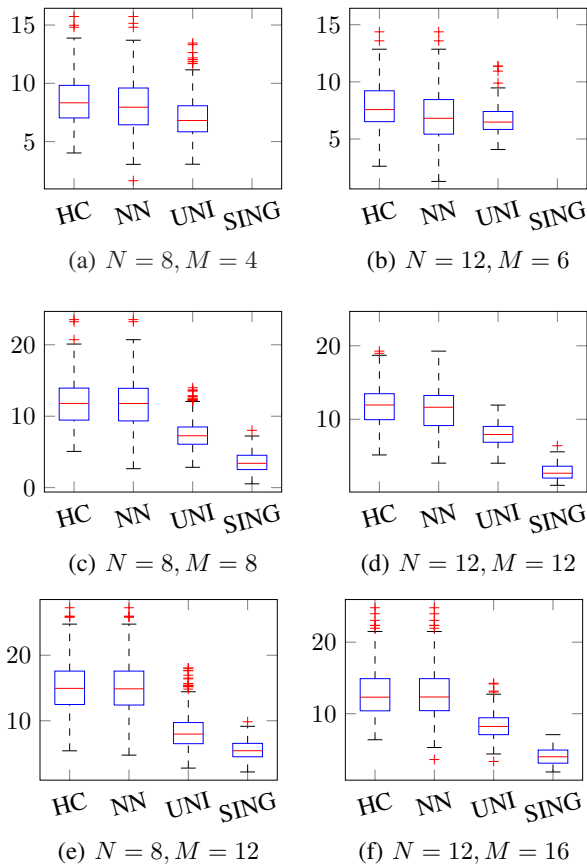 15
10
5
HC NN UNI SING
(a) N = 8, M = 4
15
10
5
HC NN UNI SING
(b) N = 12, M = 6
20
10
0
HC NN UNI SING
(c) N = 8, M = 8
20
10
HC NN UNI SING
(d) N = 12, M = 12
20
10
HC NN UNI SING
(e) N = 8, M = 12
20
10
HC NN UNI SING
(f) N = 12, M = 16